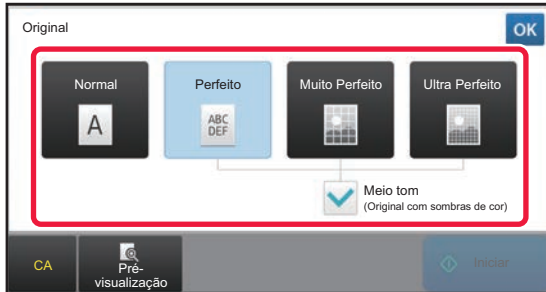 Original
OK
Normal
Perfeito
Muito Perfeito
Ultra Perfeito
A
ABC
DEF
Meio tom
(Original com sombras de cor)
CA
Pré-
visualização
Iniciar